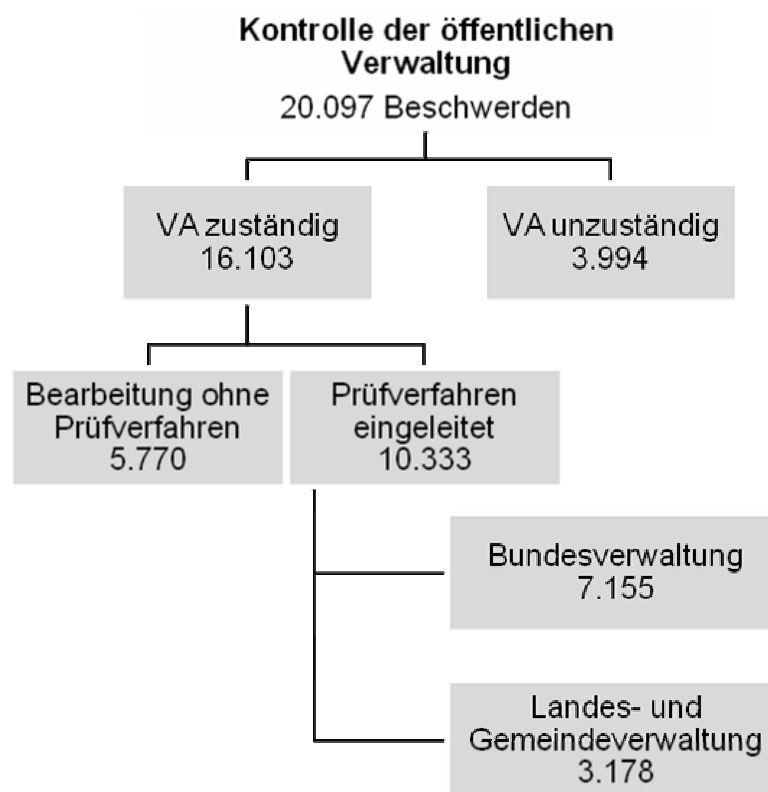 Kontrolle der öffentlichen
Verwaltung
20.097 Beschwerden
VA zuständig
16.103
VA unzuständig
3.994
Bearbeitung ohne
Prüfverfahren
5.770
Prüfverfahren
eingeleitet
10.333
Bundesverwaltung
7.155
Landes- und
Gemeindeverwaltung
3.178